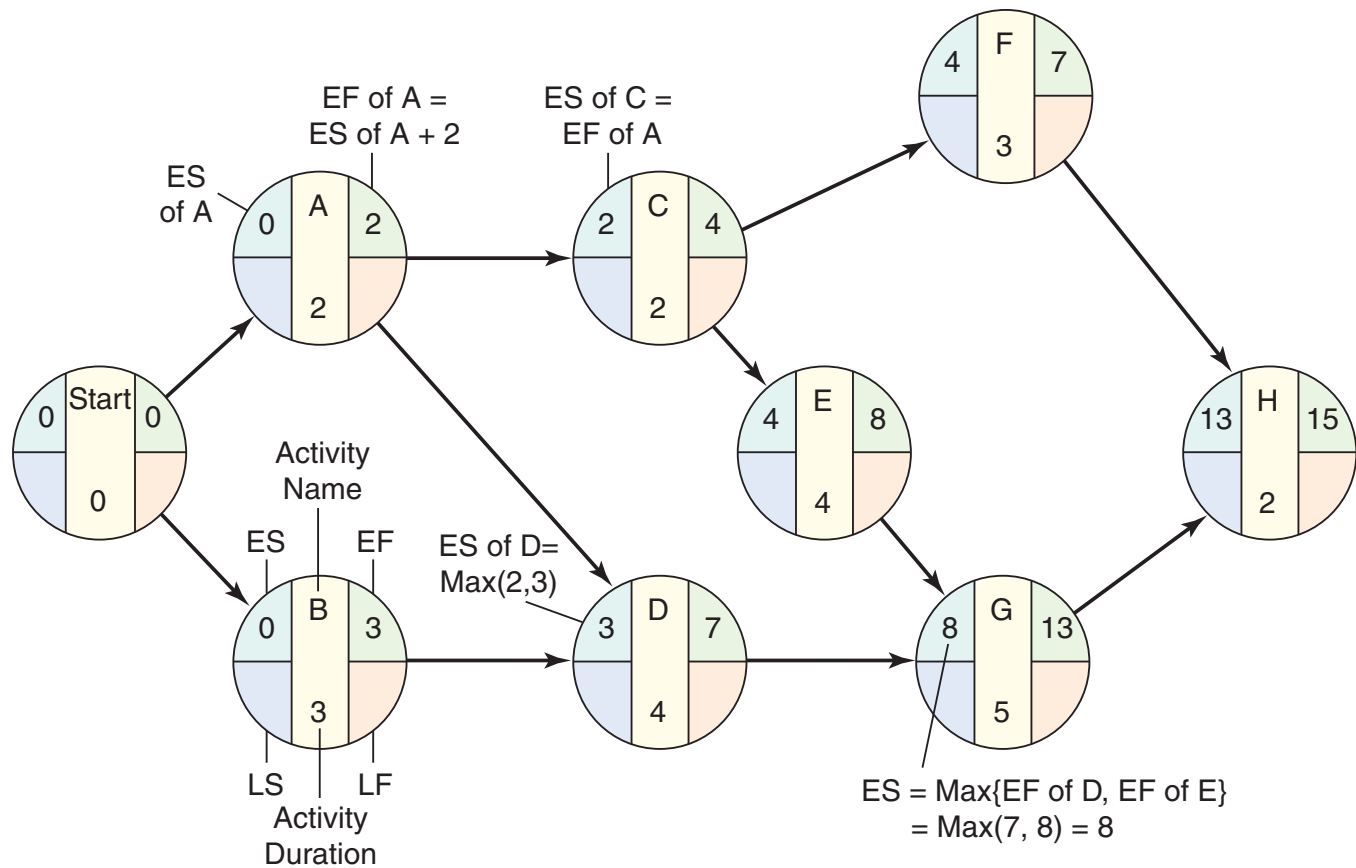 F
4
7
3
EF of A =
ES of A + 2
ES of C =
EF of A
ES
of A
A
0
2
2
C
2
4
2
Start
0
0
0
E
4
8
4
H
13
15
2
Activity
Name
ES
EF
B
0
3
3
LS
LF
Activity
Duration
ES of D=
Max(2,3)
D
3
7
4
G
8
13
5
ES = Max{EF of D, EF of E}
= Max(7, 8) = 8